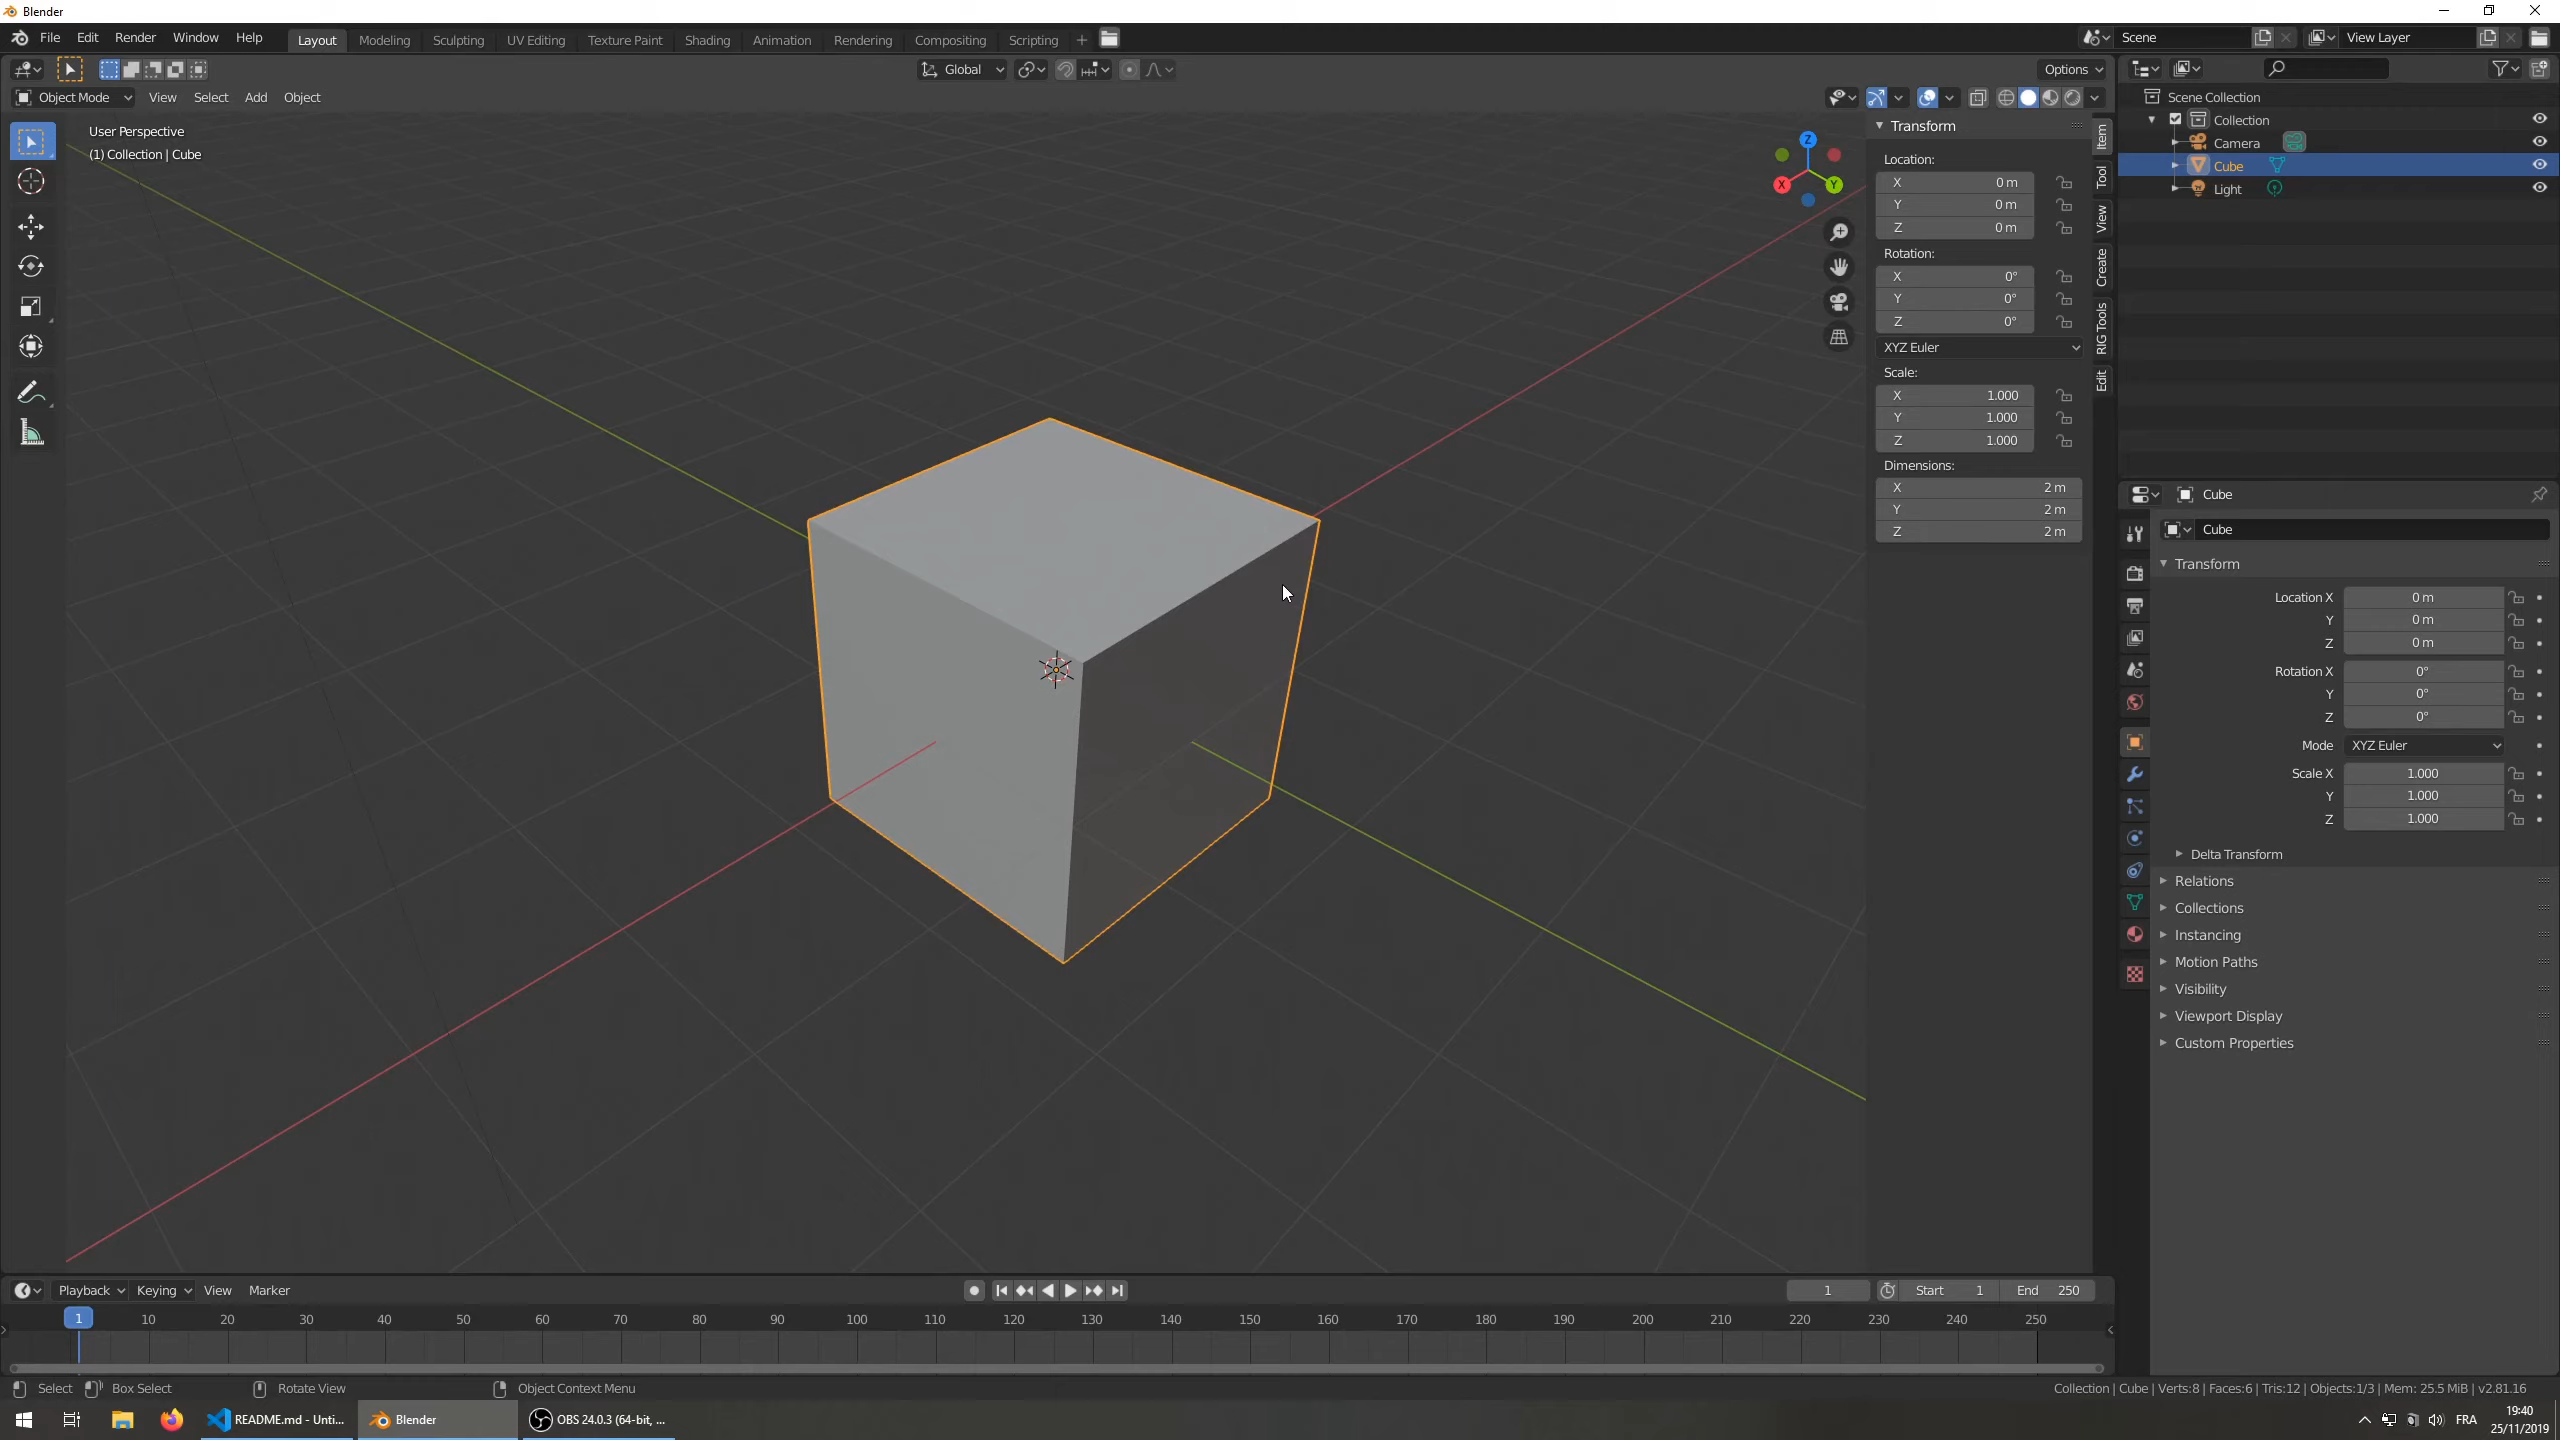 Blender
File Edit Render Window Help Layout Modeling Sculpting UV Editing Texture Paint Shading Animation Rendering Compositing Scripting + Scene View Layer
Global Options
Object Mode View Select Add Object
User Perspective
(1) Collection | Cube
Z
X Y
Transform
Location:
X 0 m
Y 0 m
Z 0 m
Rotation:
X 0°
Y 0°
Z 0°
XYZ Euler
Scale:
X 1.000
Y 1.000
Z 1.000
Dimensions:
X 2 m
Y 2 m
Z 2 m
Item
Tool
View
Create
RIG Tools
Edit
Scene Collection
Collection
Camera
Cube
Light
Cube
Cube
Transform
Location X 0 m
Y 0 m
Z 0 m
Rotation X 0°
Y 0°
Z 0°
Mode XYZ Euler
Scale X 1.000
Y 1.000
Z 1.000
Delta Transform
Relations
Collections
Instancing
Motion Paths
Visibility
Viewport Display
Custom Properties
Playback Keying View Marker 1 Start 1 End 250
1 10 20 30 40 50 60 70 80 90 100 110 120 130 140 150 160 170 180 190 200 210 220 230 240 250
Select Box Select Rotate View Object Context Menu Collection | Cube | Verts:8 | Faces:6 | Tris:12 | Objects:1/3 | Mem: 25.5 MiB | v2.81.16
README.md - Unti... Blender OBS 24.0.3 (64-bit, ... FRA 19:40
25/11/2019